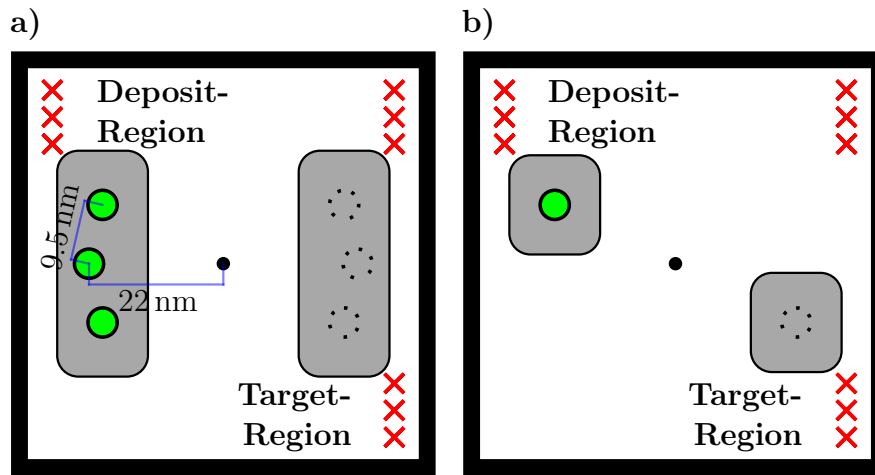 a)
Deposit-
Region
9.5 nm
22 nm
Target-
Region
b)
Deposit-
Region
Target-
Region